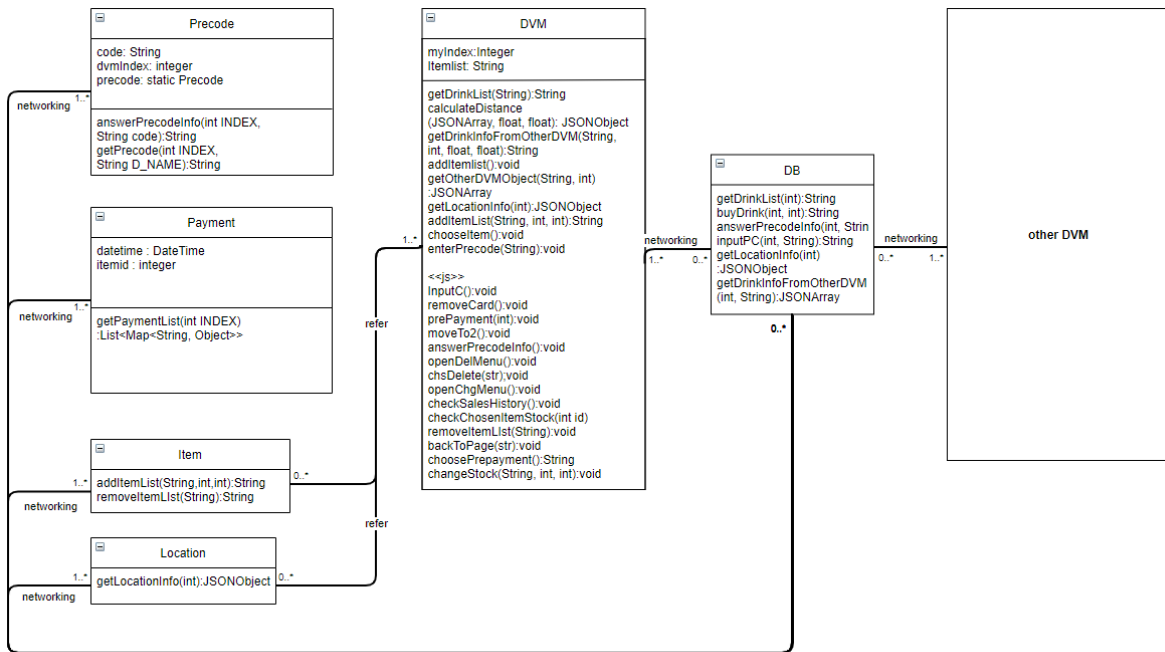 Precode
code: String
dvmIndex: integer
precode: static Precode
answerPrecodeInfo(int INDEX,
String code):String
getPrecode(int INDEX,
String D_NAME):String
networking
1..*
Payment
datetime : DateTime
itemid : integer
getPaymentList(int INDEX)
:List<Map<String, Object>>
networking
1..*
Item
addItemList(String,int,int):String
removeItemLIst(String):String
1..*
networking
0..*
Location
getLocationInfo(int):JSONObject
1..*
networking
0..*
refer
refer
1..*
DVM
myIndex:Integer
Itemlist: String
getDrinkList(String):String
calculateDistance
(JSONArray, float, float): JSONObject
getDrinkInfoFromOtherDVM(String,
int, float, float):String
addItemlist():void
getOtherDVMObject(String, int)
:JSONArray
getLocationInfo(int):JSONObject
addItemList(String, int, int):String
chooseItem():void
enterPrecode(String):void
<<js>>
InputC():void
removeCard():void
prePayment(int):void
moveTo2():void
answerPrecodeInfo():void
openDelMenu():void
chsDelete(str):void
openChgMenu():void
checkSalesHistory():void
checkChosenItemStock(int id)
removeItemLIst(String):void
backToPage(str):void
choosePrepayment():String
changeStock(String, int, int):void
networking
1..*
0..*
DB
getDrinkList(int):String
buyDrink(int, int):String
answerPrecodeInfo(int, Strin
inputPC(int, String):String
getLocationInfo(int)
:JSONObject
getDrinkInfoFromOtherDVM
(int, String):JSONArray
0..*
networking
0..*
1..*
other DVM